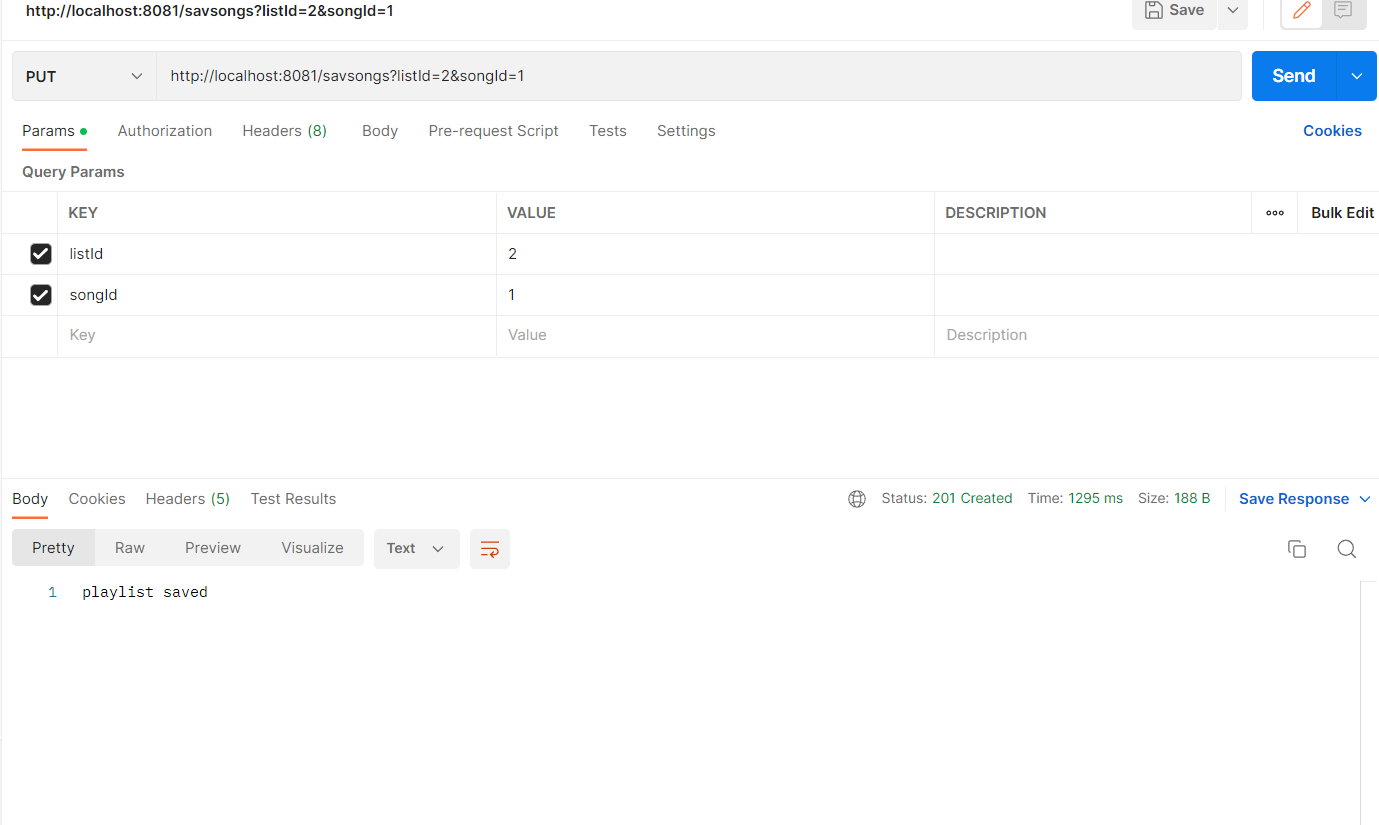 http://localhost:8081/savsongs?listId=2&songId=1
Save
PUT
http://localhost:8081/savsongs?listId=2&songId=1
Send
Params
Authorization
Headers (8)
Body
Pre-request Script
Tests
Settings
Cookies
Query Params
KEY VALUE DESCRIPTION ooo Bulk Edit
listId 2
songId 1
Key Value Description
Body Cookies Headers (5) Test Results Status: 201 Created Time: 1295 ms Size: 188 B Save Response
Pretty Raw Preview Visualize Text
1 playlist saved